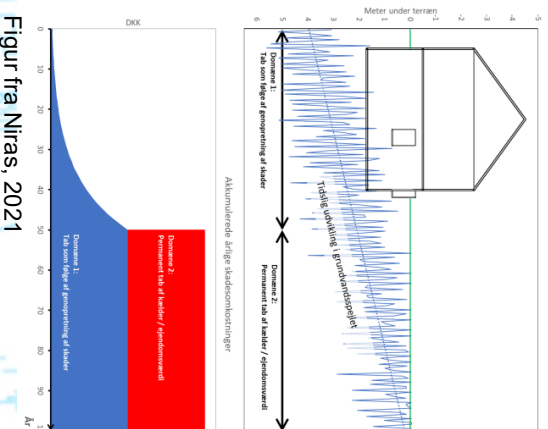 Meter under terræn
-5
-4
-3
-2
-1
0
1
2
3
4
5
6
Domæne 1:
Tab som følge af genopretning af skader
Domæne 2:
Permanent tab af kælder / ejendomsværdi
Tidslig udvikling i grundvandsspejlet
Akkumulerede årlige skadesomkostninger
DKK
Domæne 2:
Permanent tab af kælder / ejendomsværdi
Domæne 1:
Tab som følge af genopretning af skader
0
10
20
30
40
50
60
70
80
90
1
År
Figur fra Niras, 2021